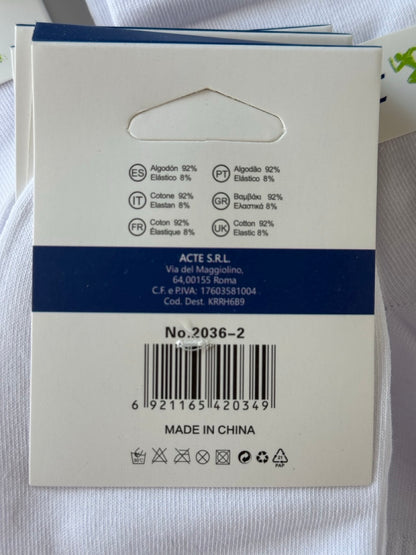 ES Algodón 92%
Elástico 8%
PT Algodão 92%
Elástico 8%
IT Cotone 92%
Elastan 8%
GR Βαμβάκι 92%
Ελαστικά 8%
FR Coton 92%
Élastique 8%
UK Cotton 92%
Elastic 8%
ACTE S.R.L.
Via del Maggiolino,
64,00155 Roma
C.F. e P.IVA: 17603581004
Cod. Dest. KRRH6B9
No.2036-2
6 921165 420349
MADE IN CHINA
PAP